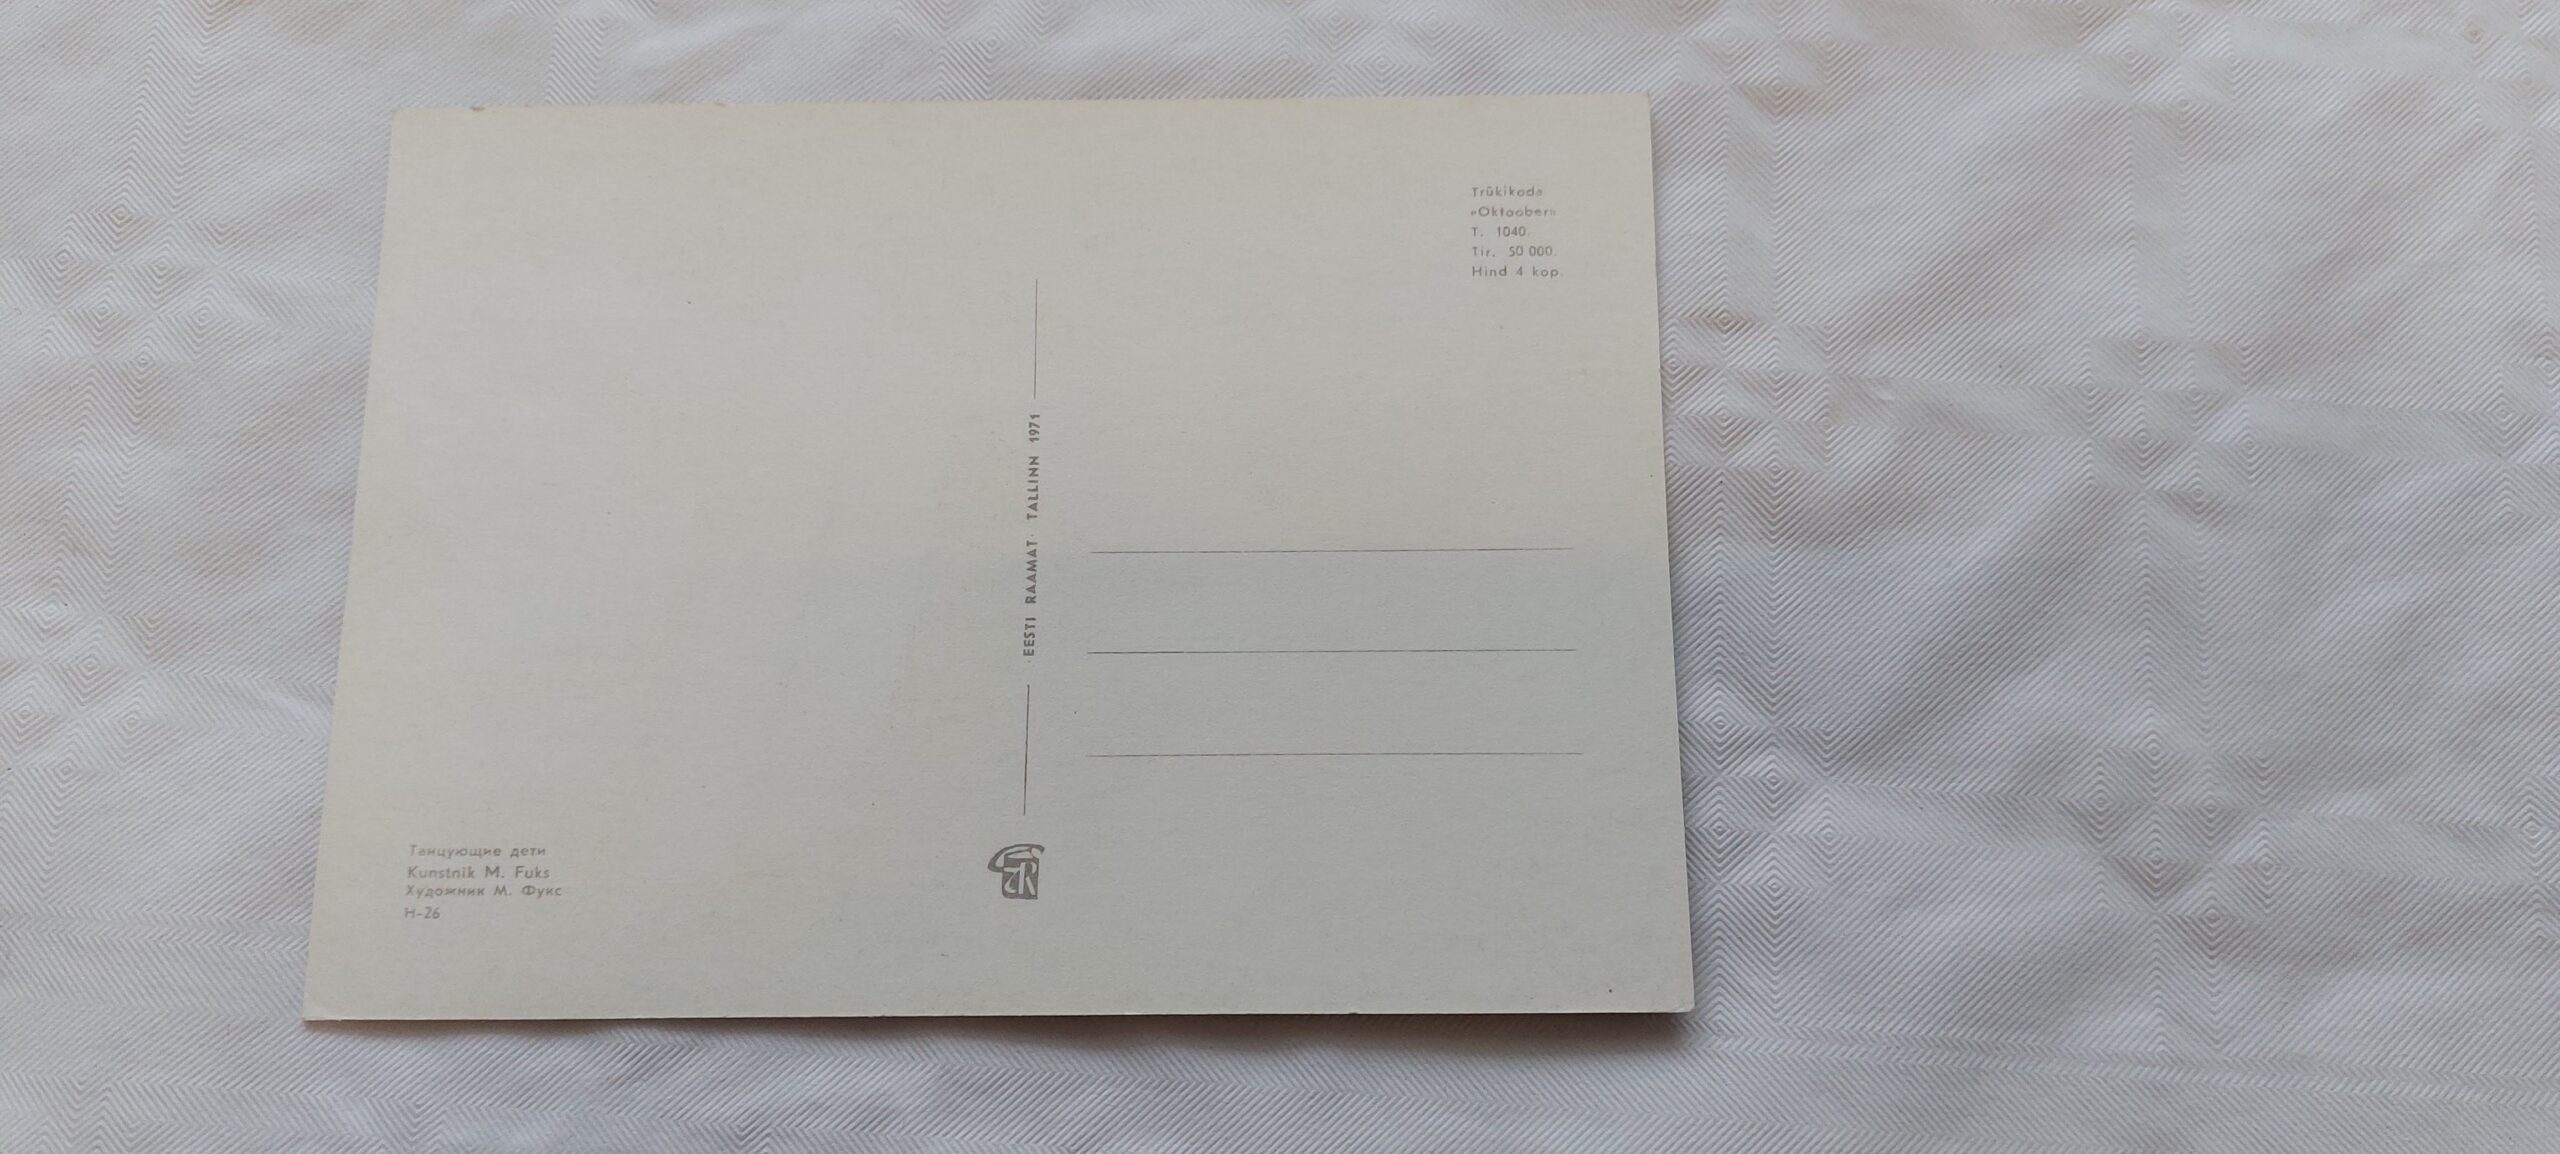 Trükikoda
«Oktoober»
T. 1040.
Tir. 50 000.
Hind 4 kop.
EESTI RAAMAT · TALLINN 1971
ER
Танцующие дети
Kunstnik M. Fuks
Художник М. Фукс
Н-26